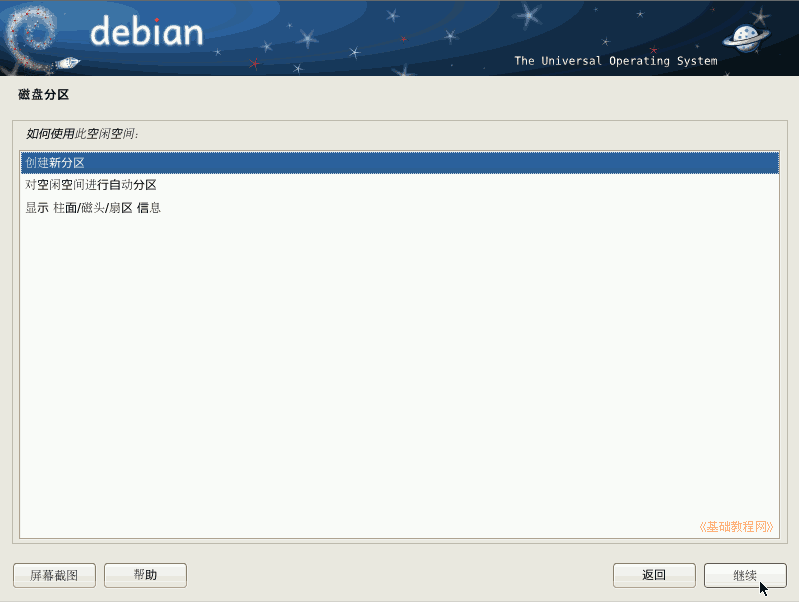 debian
The Universal Operating System
磁盘分区
如何使用此空闲空间:
创建新分区
对空闲空间进行自动分区
显示 柱面/磁头/扇区 信息
《基础教程网》
屏幕截图
帮助
返回
继续